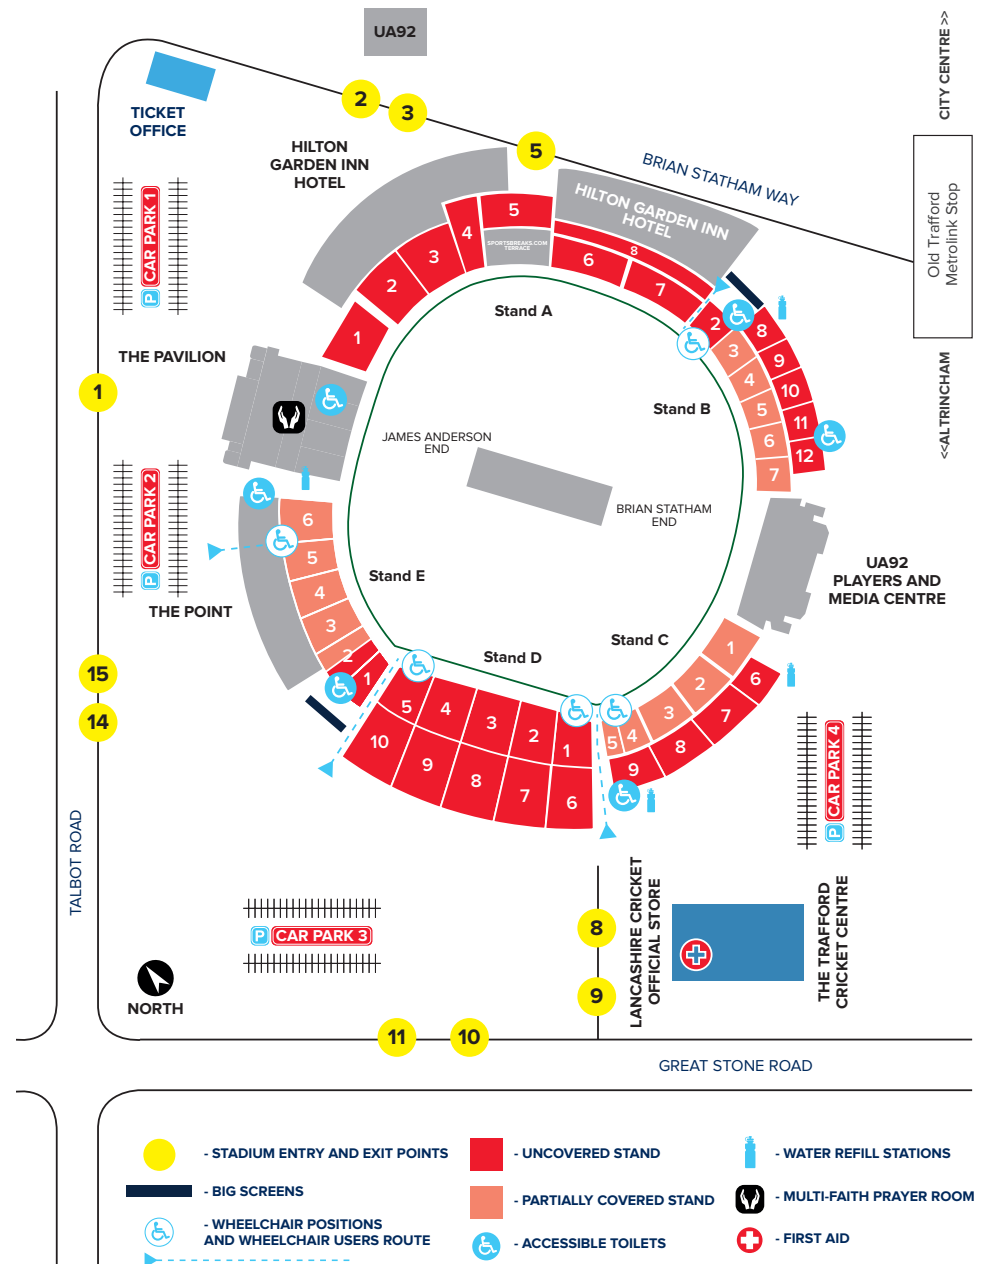 UA92
CITY CENTRE >>
TICKET
OFFICE
2
3
5
HILTON
GARDEN INN
HOTEL
BRIAN STATHAM WAY
HILTON GARDEN INN
HOTEL
Old Trafford
Metrolink Stop
<<ALTRINCHAM
CAR PARK 1
P
5
4
3
2
1
SPORTSBREAKS.COM
TERRACE
8
6
7
Stand A
THE PAVILION
1
2
3
4
5
6
7
8
9
10
11
12
Stand B
JAMES ANDERSON
END
BRIAN STATHAM
END
CAR PARK 2
P
THE POINT
6
5
4
3
2
1
Stand E
UA92
PLAYERS AND
MEDIA CENTRE
Stand C
1
2
3
4
5
6
7
8
9
Stand D
5
4
3
2
1
10
9
8
7
6
15
14
CAR PARK 4
P
TALBOT ROAD
P
CAR PARK 3
8
9
LANCASHIRE CRICKET
OFFICIAL STORE
THE TRAFFORD
CRICKET CENTRE
NORTH
11
10
GREAT STONE ROAD
- STADIUM ENTRY AND EXIT POINTS
- BIG SCREENS
- WHEELCHAIR POSITIONS
AND WHEELCHAIR USERS ROUTE
- UNCOVERED STAND
- PARTIALLY COVERED STAND
- ACCESSIBLE TOILETS
- WATER REFILL STATIONS
- MULTI-FAITH PRAYER ROOM
- FIRST AID